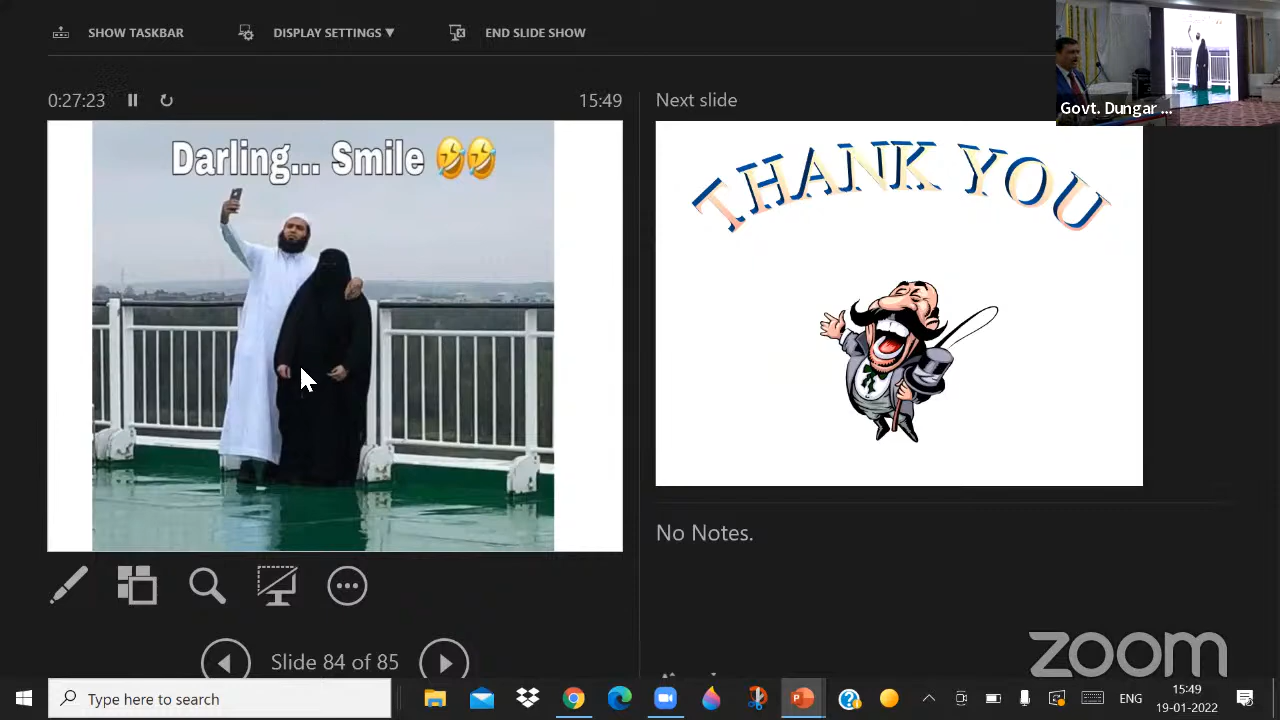 SHOW TASKBAR
DISPLAY SETTINGS ▼
END SLIDE SHOW
0:27:23
15:49
Next slide
Govt. Dungar ...
Darling... Smile 🤣🤣
THANK YOU
No Notes.
Slide 84 of 85
zoom
Type here to search
ENG
15:49
19-01-2022